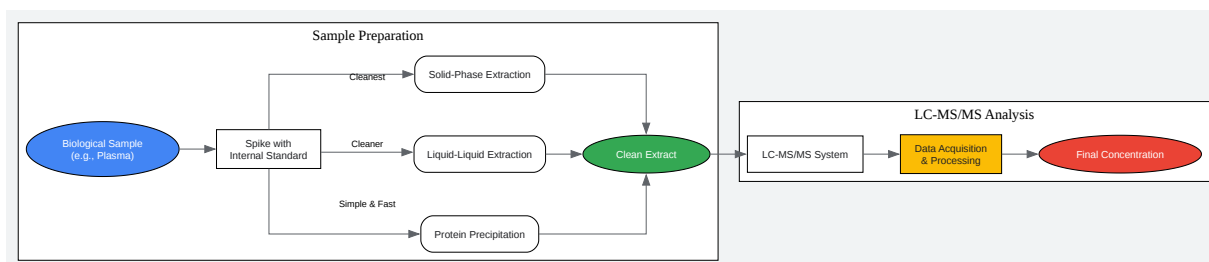 Sample Preparation
Biological Sample
(e.g., Plasma)
Spike with
Internal Standard
Cleanest
Solid-Phase Extraction
Cleaner
Liquid-Liquid Extraction
Simple & Fast
Protein Precipitation
Clean Extract
LC-MS/MS Analysis
LC-MS/MS System
Data Acquisition
& Processing
Final Concentration